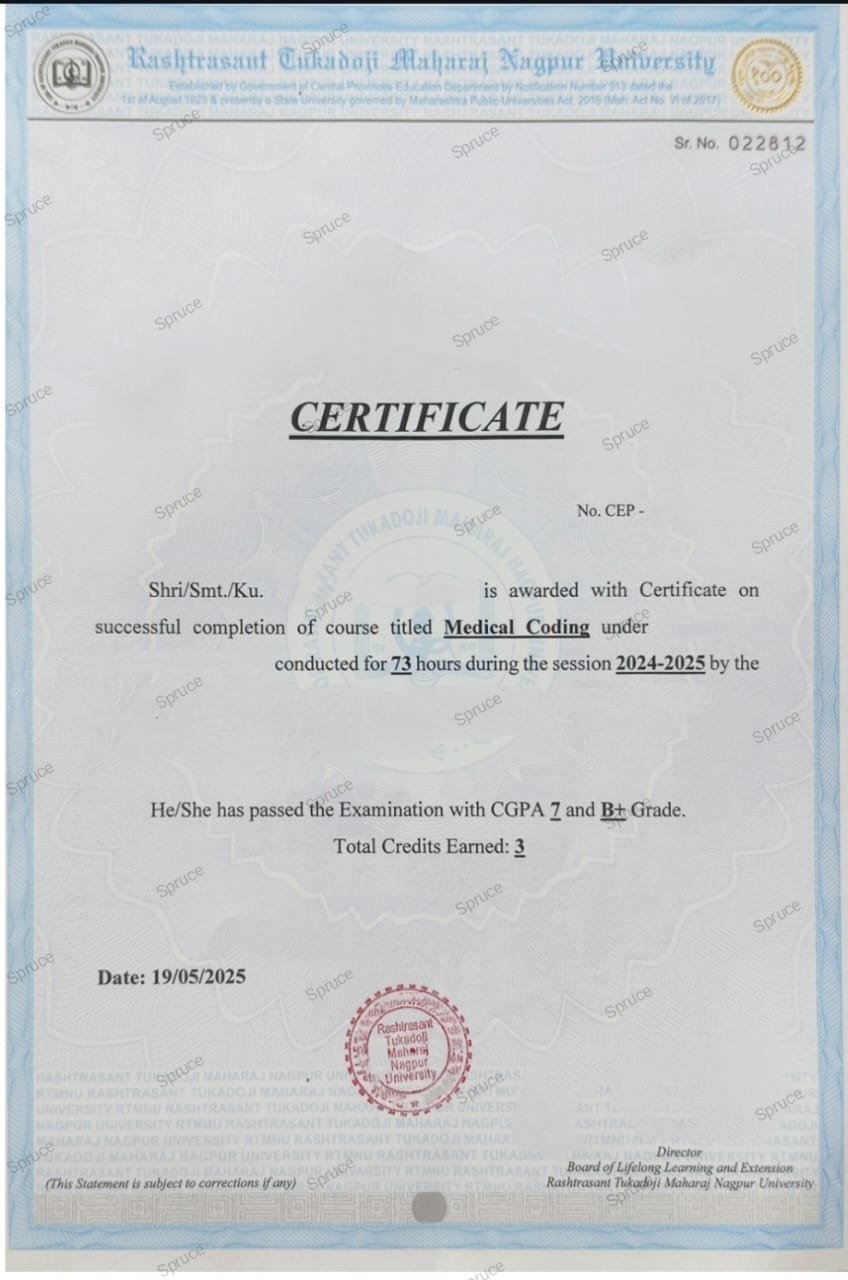 Rashtrasant Tukadoji Maharaj Nagpur University
Established by Government of Central Provinces Education Department by Notification Number 513 dated the
1st of August 1923 & presently a State University governed by Maharashtra Public Universities Act, 2016 (Mah. Act No. VI of 2017)
Sr. No. 022812
CERTIFICATE
No. CEP -
Shri/Smt./Ku. is awarded with Certificate on
successful completion of course titled Medical Coding under
conducted for 73 hours during the session 2024-2025 by the
He/She has passed the Examination with CGPA 7 and B+ Grade.
Total Credits Earned: 3
Date: 19/05/2025
Rashtrasant
Tukadoji
Maharaj
Nagpur
University
Director
Board of Lifelong Learning and Extension
(This Statement is subject to corrections if any) Rashtrasant Tukadoji Maharaj Nagpur University
Spruce